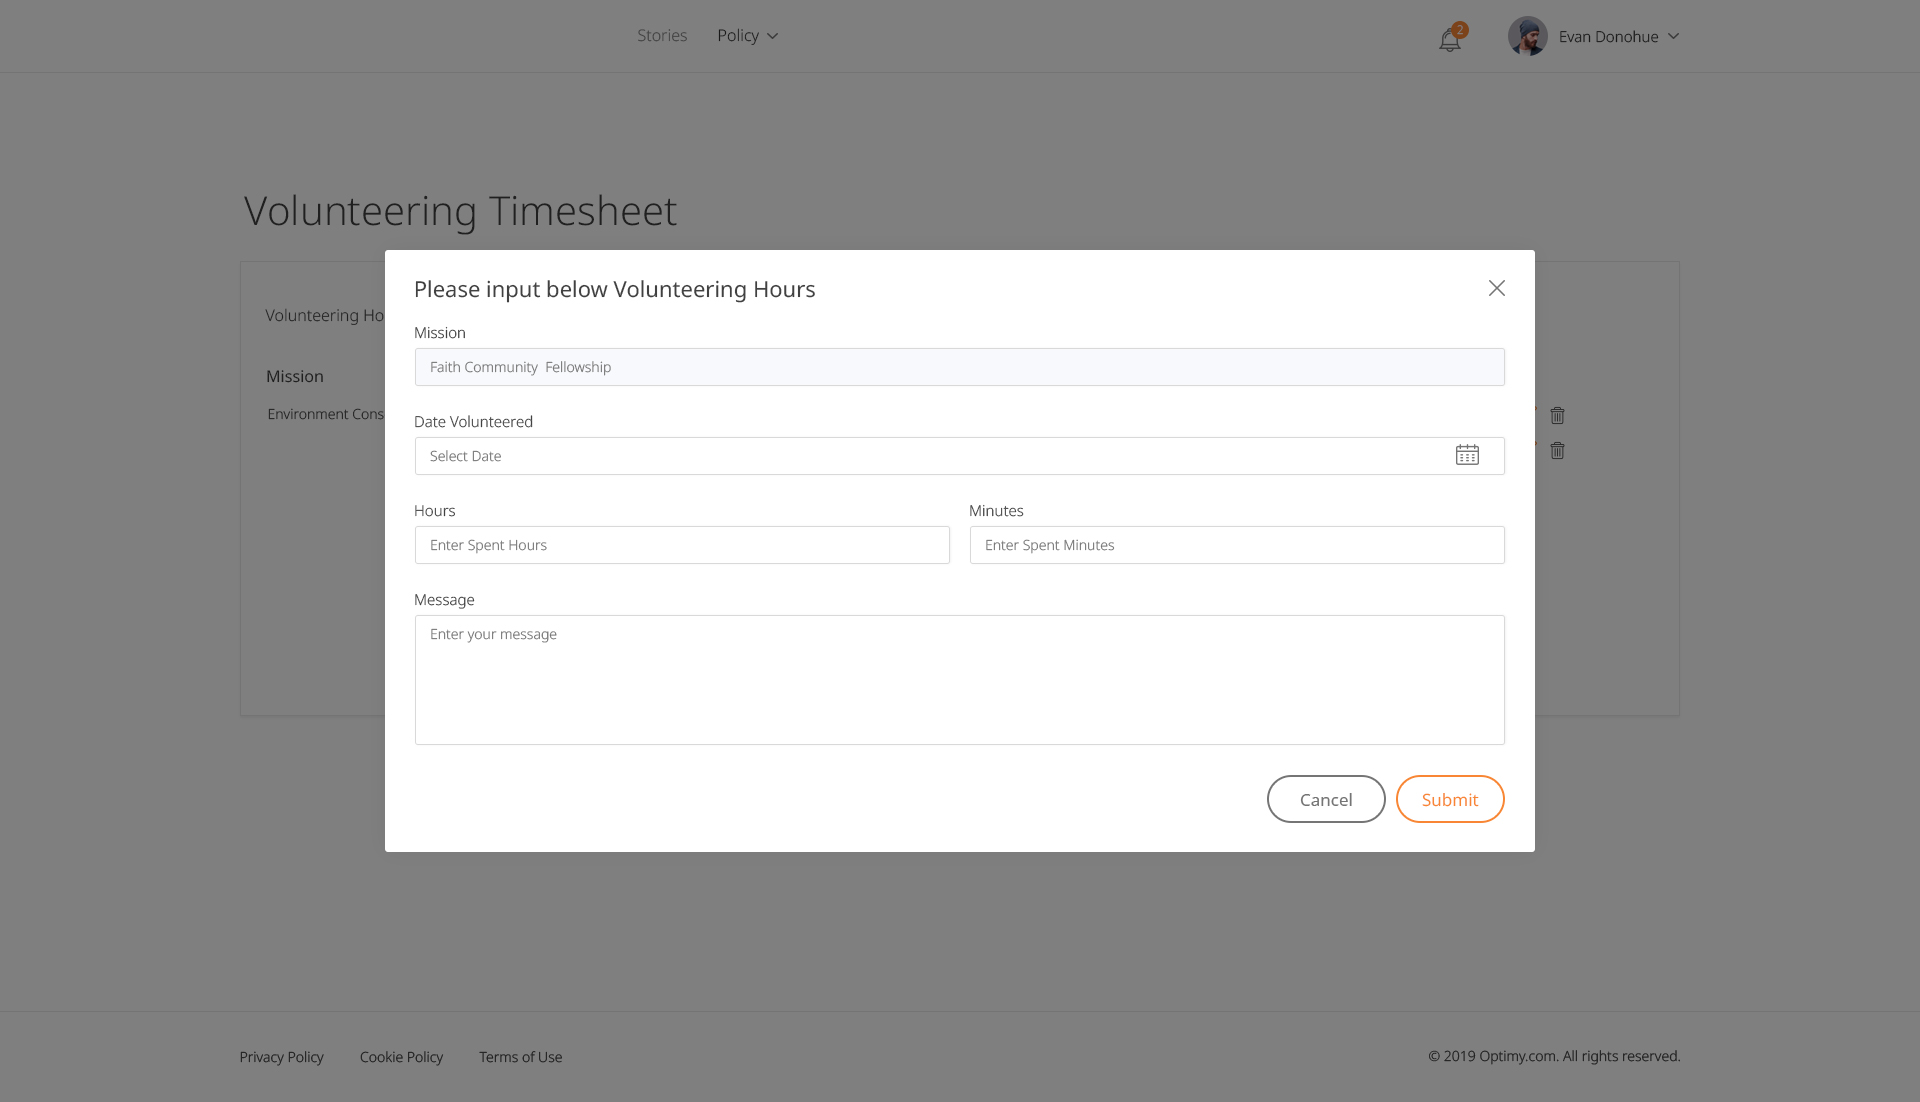 Stories Policy
2
Evan Donohue
Volunteering Timesheet
Volunteering Ho
Mission
Environment Cons
Please input below Volunteering Hours
Mission
Faith Community  Fellowship
Date Volunteered
Select Date
Hours
Enter Spent Hours
Minutes
Enter Spent Minutes
Message
Enter your message
Cancel
Submit
Privacy Policy Cookie Policy Terms of Use
© 2019 Optimy.com. All rights reserved.